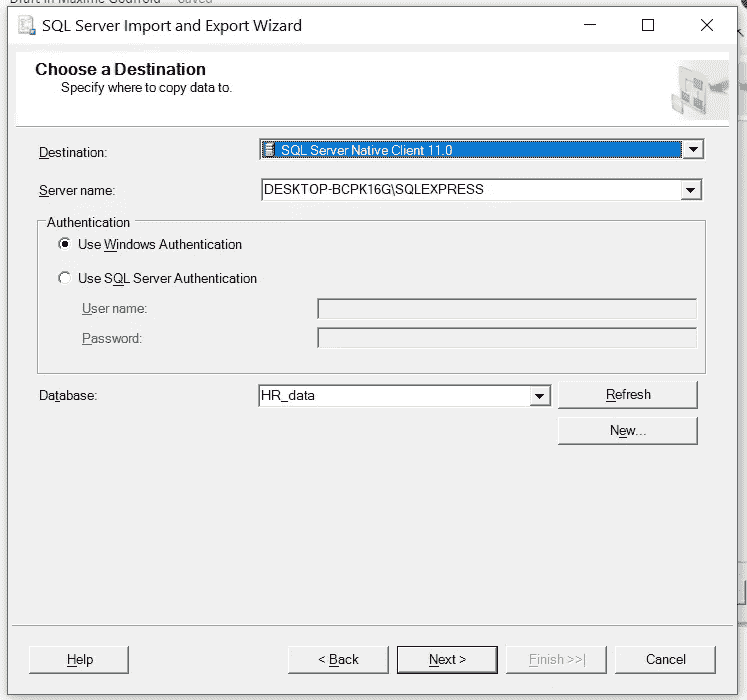 SQL Server Import and Export Wizard
Choose a Destination
Specify where to copy data to.
Destination: SQL Server Native Client 11.0
Server name: DESKTOP-BCPK16G\SQLEXPRESS
Authentication
Use Windows Authentication
Use SQL Server Authentication
User name:
Password:
Database: HR_data Refresh
New...
Help < Back Next > Finish >>| Cancel